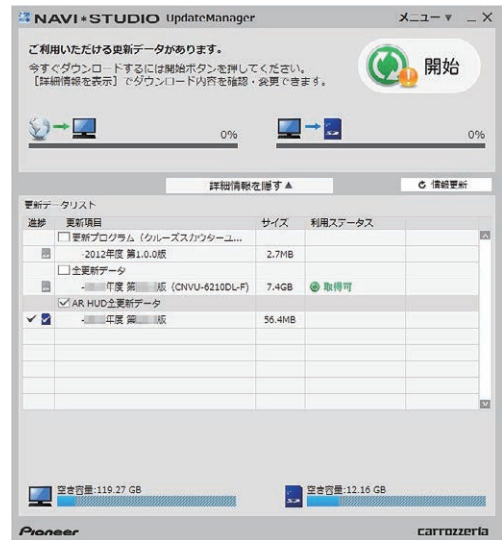 NAVI*STUDIO UpdateManager メニュー ▼ _ X
ご利用いただける更新データがあります。
今すぐダウンロードするには開始ボタンを押してください。
［詳細情報を表示］でダウンロード内容を確認・変更できます。
開始
0%
0%
詳細情報を隠す▲
情報更新
更新データリスト
進捗 更新項目 サイズ 利用ステータス
更新プログラム（クルーズスカウターユ...
-2012年度 第1.0.0版 2.7MB
全更新データ
- 年度 第 版 (CNVU-6210DL-F) 7.4GB 取得可
AR HUD全更新データ
- 年度 第 版 56.4MB
空き容量:119.27 GB
空き容量:12.16 GB
Pioneer
carrozzeria